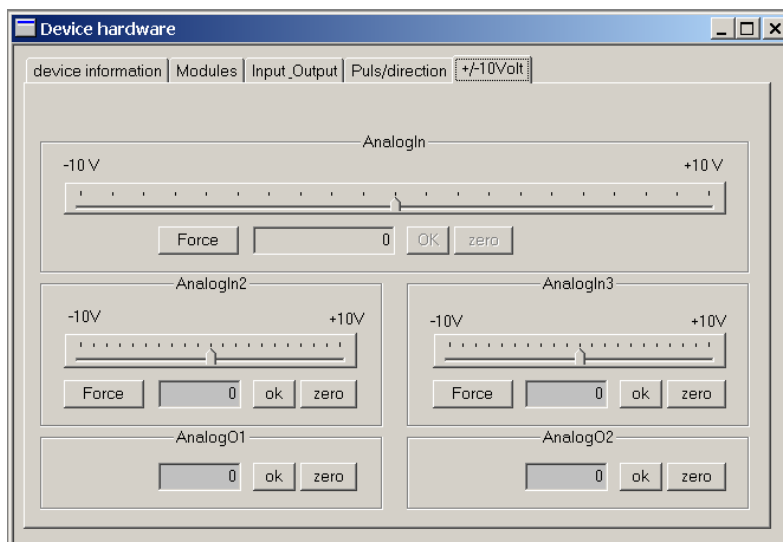 Device hardware
device information Modules Input_Output Puls/direction +/-10Volt
AnalogIn
-10 V +10 V
Force 0 OK zero
AnalogIn2 AnalogIn3
-10V +10V -10V +10V
Force 0 ok zero Force 0 ok zero
AnalogO1 AnalogO2
0 ok zero 0 ok zero